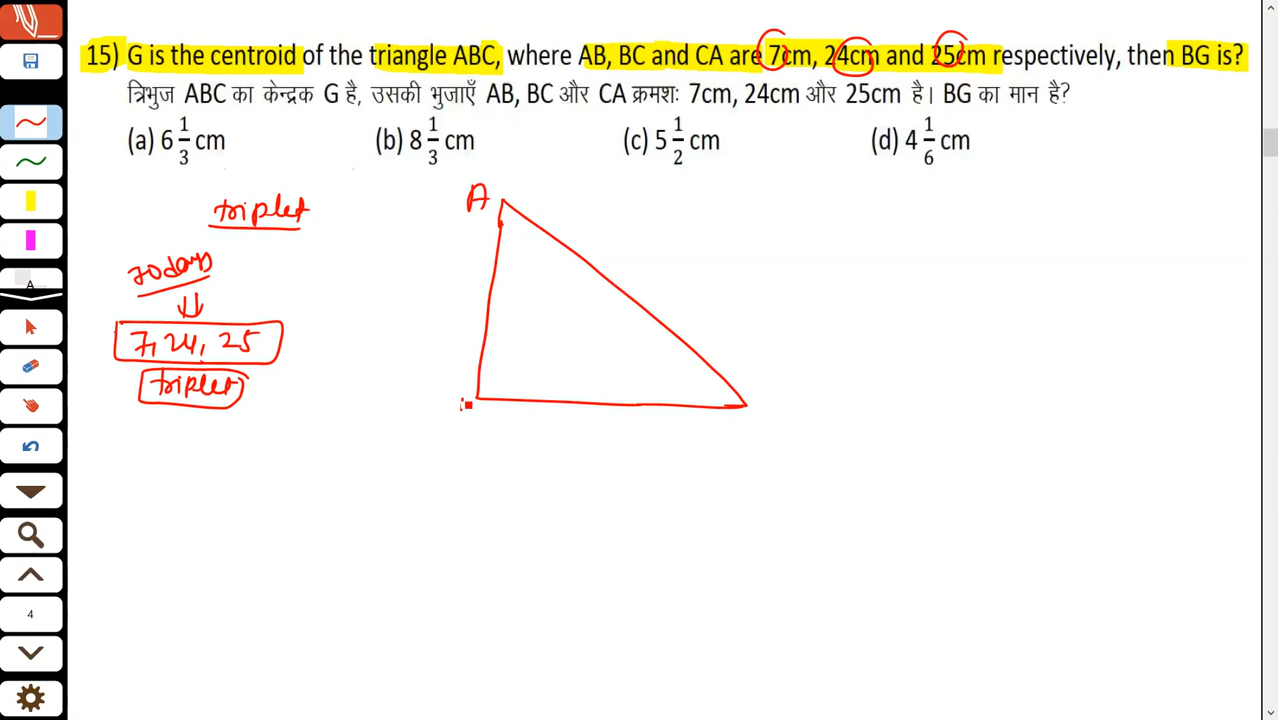 15) G is the centroid of the triangle ABC, where AB, BC and CA are 7cm, 24cm and 25cm respectively, then BG is?
त्रिभुज ABC का केन्द्रक G है, उसकी भुजाएँ AB, BC और CA क्रमशः 7cm, 24cm और 25cm है। BG का मान है?
(a) 6 1/3 cm (b) 8 1/3 cm (c) 5 1/2 cm (d) 4 1/6 cm
triplet
A
70 days
7, 24, 25
triplet
A
4